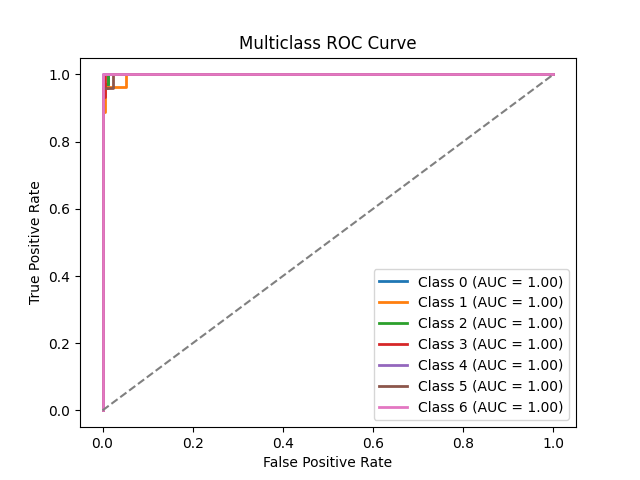 Multiclass ROC Curve
True Positive Rate
1.0
0.8
0.6
0.4
0.2
0.0
Class 0 (AUC = 1.00)
Class 1 (AUC = 1.00)
Class 2 (AUC = 1.00)
Class 3 (AUC = 1.00)
Class 4 (AUC = 1.00)
Class 5 (AUC = 1.00)
Class 6 (AUC = 1.00)
0.0 0.2 0.4 0.6 0.8 1.0
False Positive Rate